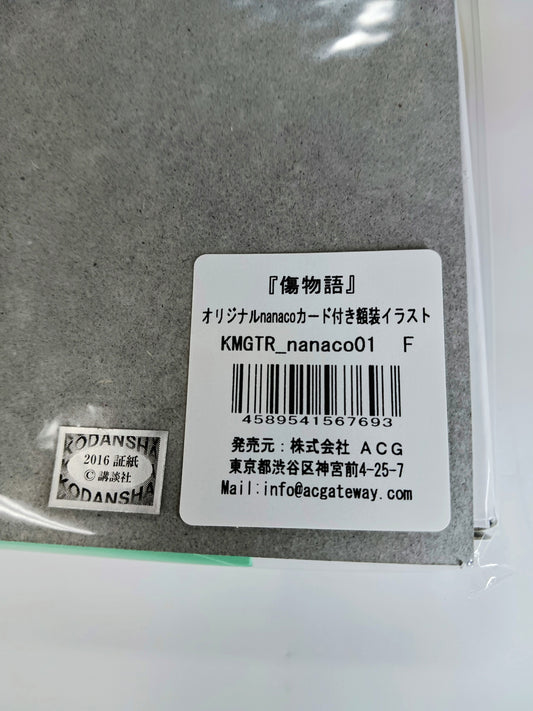 『傷物語』
オリジナルnanacoカード付き額装イラスト
KMGTR_nanaco01 F
4589541567693
発売元：株式会社 ACG
東京都渋谷区神宮前4-25-7
Mail:info@acgateway.com
KODANSHA
2016 証紙
©講談社
KODANSHA